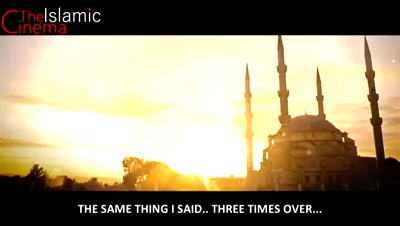 The Islamic
Cinema
THE SAME THING I SAID.. THREE TIMES OVER...